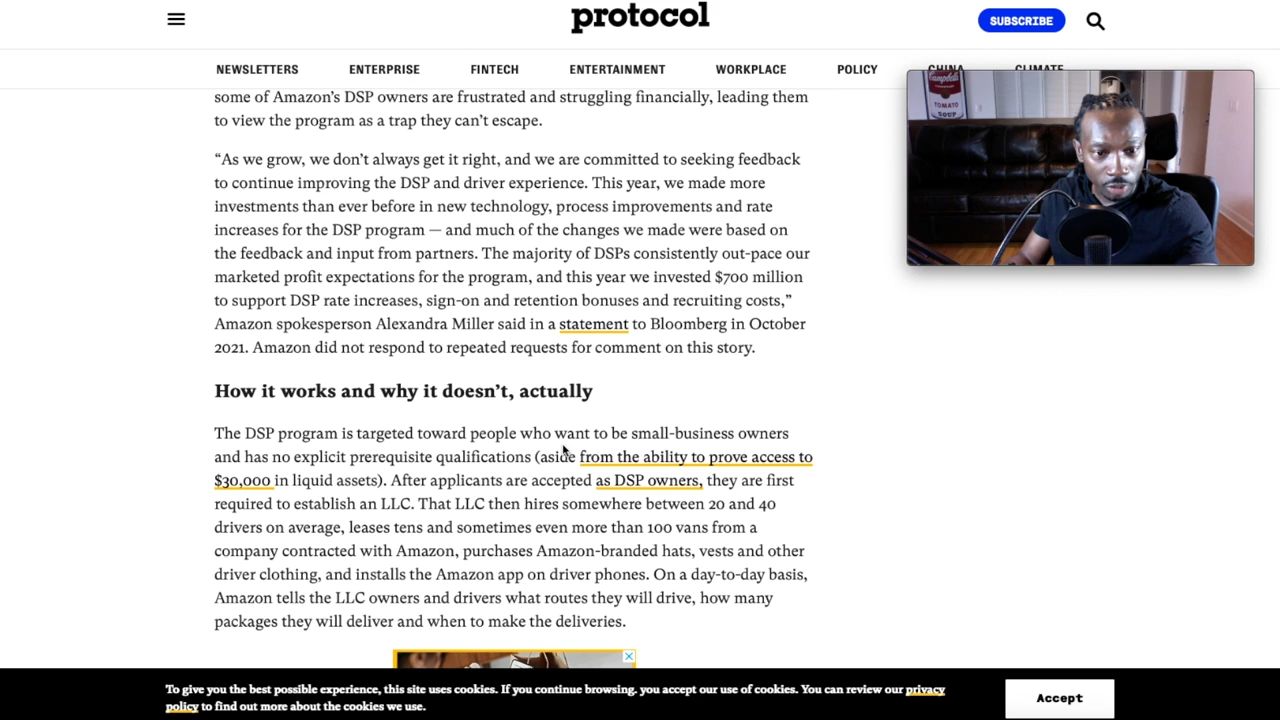 protocol
SUBSCRIBE
NEWSLETTERS ENTERPRISE FINTECH ENTERTAINMENT WORKPLACE POLICY CHINA CLIMATE
some of Amazon’s DSP owners are frustrated and struggling financially, leading them
to view the program as a trap they can’t escape.
“As we grow, we don’t always get it right, and we are committed to seeking feedback
to continue improving the DSP and driver experience. This year, we made more
investments than ever before in new technology, process improvements and rate
increases for the DSP program — and much of the changes we made were based on
the feedback and input from partners. The majority of DSPs consistently out-pace our
marketed profit expectations for the program, and this year we invested $700 million
to support DSP rate increases, sign-on and retention bonuses and recruiting costs,”
Amazon spokesperson Alexandra Miller said in a statement to Bloomberg in October
2021. Amazon did not respond to repeated requests for comment on this story.
How it works and why it doesn’t, actually
The DSP program is targeted toward people who want to be small-business owners
and has no explicit prerequisite qualifications (aside from the ability to prove access to
$30,000 in liquid assets). After applicants are accepted as DSP owners, they are first
required to establish an LLC. That LLC then hires somewhere between 20 and 40
drivers on average, leases tens and sometimes even more than 100 vans from a
company contracted with Amazon, purchases Amazon-branded hats, vests and other
driver clothing, and installs the Amazon app on driver phones. On a day-to-day basis,
Amazon tells the LLC owners and drivers what routes they will drive, how many
packages they will deliver and when to make the deliveries.
Campbell's
TOMATO
SOUP
To give you the best possible experience, this site uses cookies. If you continue browsing. you accept our use of cookies. You can review our privacy
policy to find out more about the cookies we use.
Accept